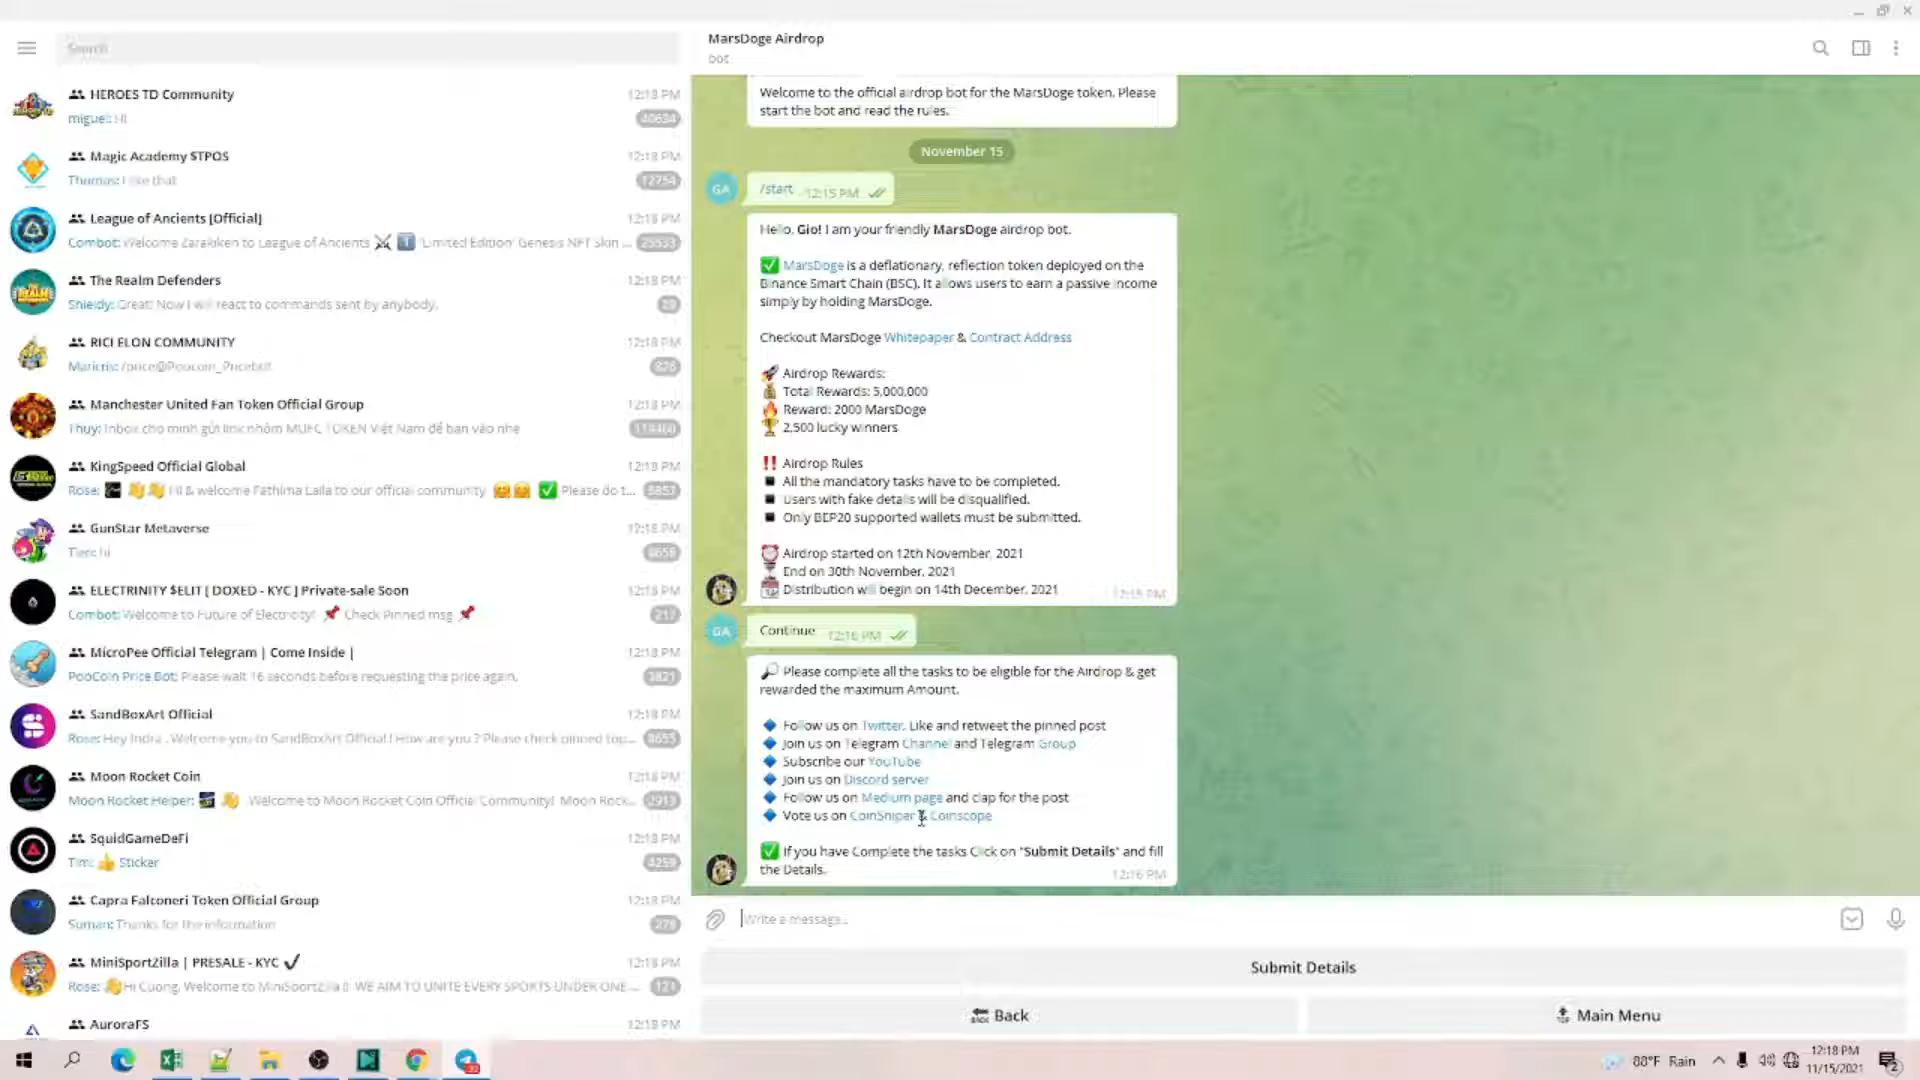 Search
HEROES TD Community
12:18 PM
miguel: Hi
40634
Magic Academy $TPOS
12:18 PM
Thomas: I like that
12754
League of Ancients [Official]
12:18 PM
Combot: Welcome Zarakiken to League of Ancients ⚔ 'Limited Edition' Genesis NFT Skin ...
25533
The Realm Defenders
12:18 PM
Shieldy: Great! Now I will react to commands sent by anybody.
RICI ELON COMMUNITY
12:18 PM
Maricris: /price@Poocoin_Pricebot
826
Manchester United Fan Token Official Group
12:18 PM
Thuy: Inbox cho mình gửi link nhóm MUFC TOKEN Việt Nam để bạn vào nhe
KingSpeed Official Global
12:18 PM
Rose: 👋👋 Hi & welcome Fathima Laila to our official community 🤗🤗 ✅ Please do t...
5857
GunStar Metaverse
12:18 PM
Tien: hi
8656
ELECTRINITY $ELIT [ DOXED - KYC ] Private-sale Soon
12:18 PM
Combot: Welcome to Future of Electricity! 📌 Check Pinned msg 📌
217
MicroPee Official Telegram | Come Inside |
12:18 PM
PooCoin Price Bot: Please wait 16 seconds before requesting the price again.
3821
SandBoxArt Official
12:18 PM
Rose: Hey Indra . Welcome you to SandBoxArt Official ! How are you ? Please check pinned top...
8655
Moon Rocket Coin
12:18 PM
Moon Rocket Helper: 👋 Welcome to Moon Rocket Coin Official Community! Moon Rock...
2913
SquidGameDeFi
12:18 PM
Tim: 👍 Sticker
4259
Capra Falconeri Token Official Group
12:18 PM
Suman: Thanks for the information
278
MiniSportZilla | PRESALE - KYC ✔
12:18 PM
Rose: 👋Hi Cuong, Welcome to MiniSportZilla WE AIM TO UNITE EVERY SPORTS UNDER ONE...
121
AuroraFS
12:18 PM
MarsDoge Airdrop
bot
Welcome to the official airdrop bot for the MarsDoge token. Please
start the bot and read the rules.
November 15
GA
/start 12:15 PM
Hello, Gio! I am your friendly MarsDoge airdrop bot.
✅ MarsDoge is a deflationary, reflection token deployed on the
Binance Smart Chain (BSC). It allows users to earn a passive income
simply by holding MarsDoge.
Checkout MarsDoge Whitepaper & Contract Address
🚀 Airdrop Rewards:
💰 Total Rewards: 5,000,000
🔥 Reward: 2000 MarsDoge
🏆 2,500 lucky winners
‼ Airdrop Rules
◾ All the mandatory tasks have to be completed.
◾ Users with fake details will be disqualified.
◾ Only BEP20 supported wallets must be submitted.
⏰ Airdrop started on 12th November, 2021
⏳ End on 30th November, 2021
📅 Distribution will begin on 14th December, 2021
12:15 PM
GA
Continue 12:16 PM
🔎 Please complete all the tasks to be eligible for the Airdrop & get
rewarded the maximum Amount.
🔷 Follow us on Twitter. Like and retweet the pinned post
🔷 Join us on Telegram Channel and Telegram Group
🔷 Subscribe our YouTube
🔷 Join us on Discord server
🔷 Follow us on Medium page and clap for the post
🔷 Vote us on CoinSniper & Coinscope
✅ If you have Complete the tasks Click on "Submit Details" and fill
the Details.
12:16 PM
Write a message...
Submit Details
Back
Main Menu
88°F Rain
12:18 PM
11/15/2021
2